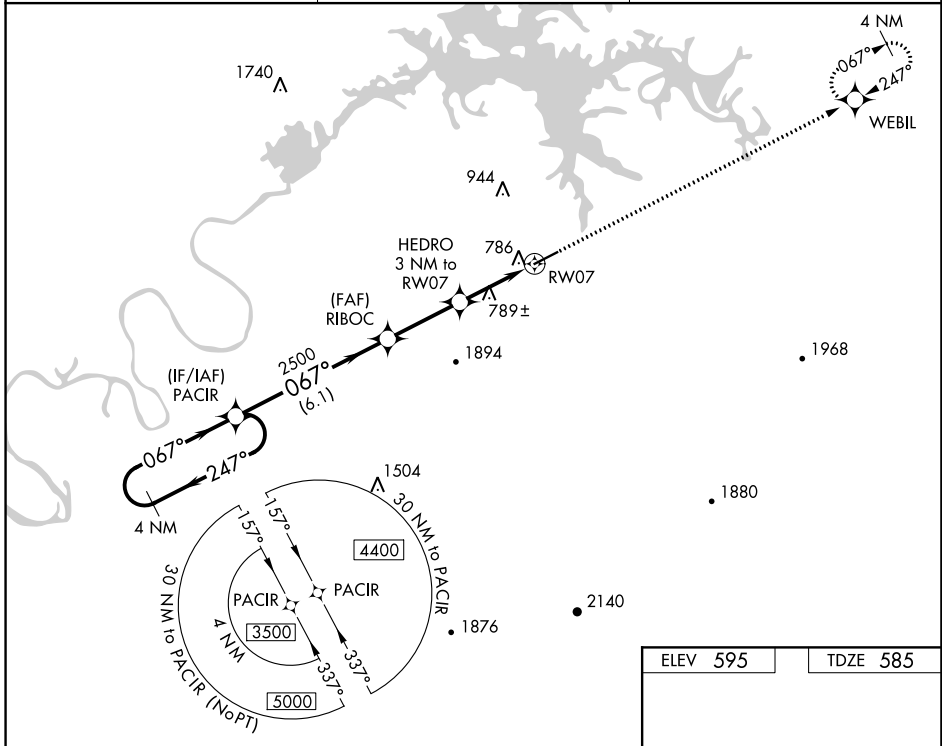 4 NM
067°
247°
WEBIL
1740
944
HEDRO
3 NM to
RW07
786
RW07
789±
(FAF)
RIBOC
1894
1968
2500
067°
(6.1)
(IF/IAF)
PACIR
067°
247°
4 NM
1504
1880
157°
157°
30 NM to PACIR
4400
PACIR
PACIR
3500
4 NM
337°
337°
5000
30 NM to PACIR (NoPT)
2140
1876
ELEV 595
TDZE 585